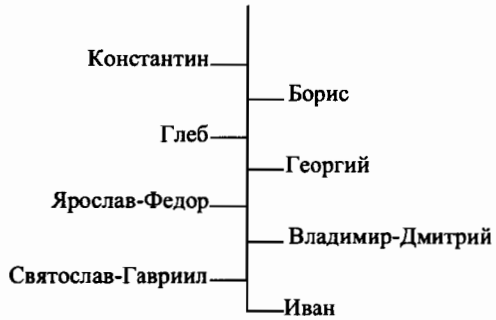 Константин
Борис
Глеб
Георгий
Ярослав-Федор
Владимир-Дмитрий
Святослав-Гавриил
Иван